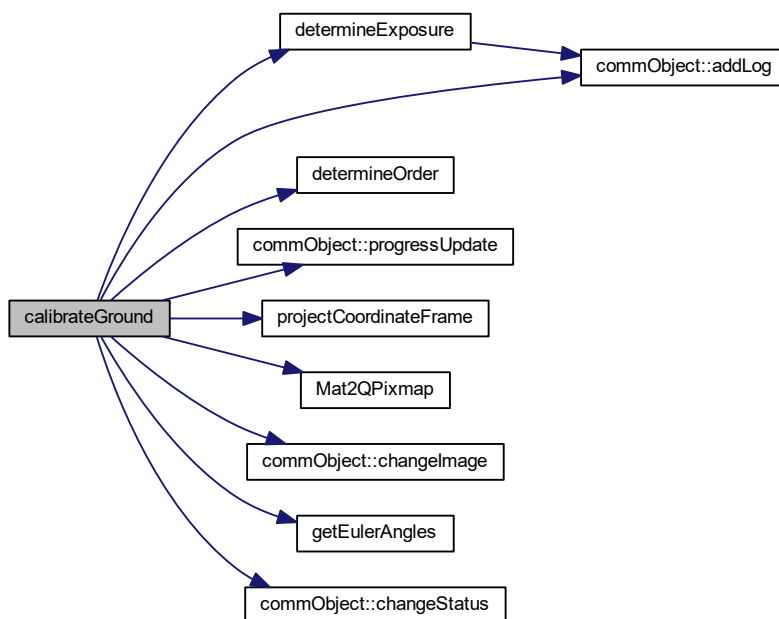 determineExposure
commObject::addLog
determineOrder
commObject::progressUpdate
calibrateGround
projectCoordinateFrame
Mat2QPixmap
commObject::changeImage
getEulerAngles
commObject::changeStatus